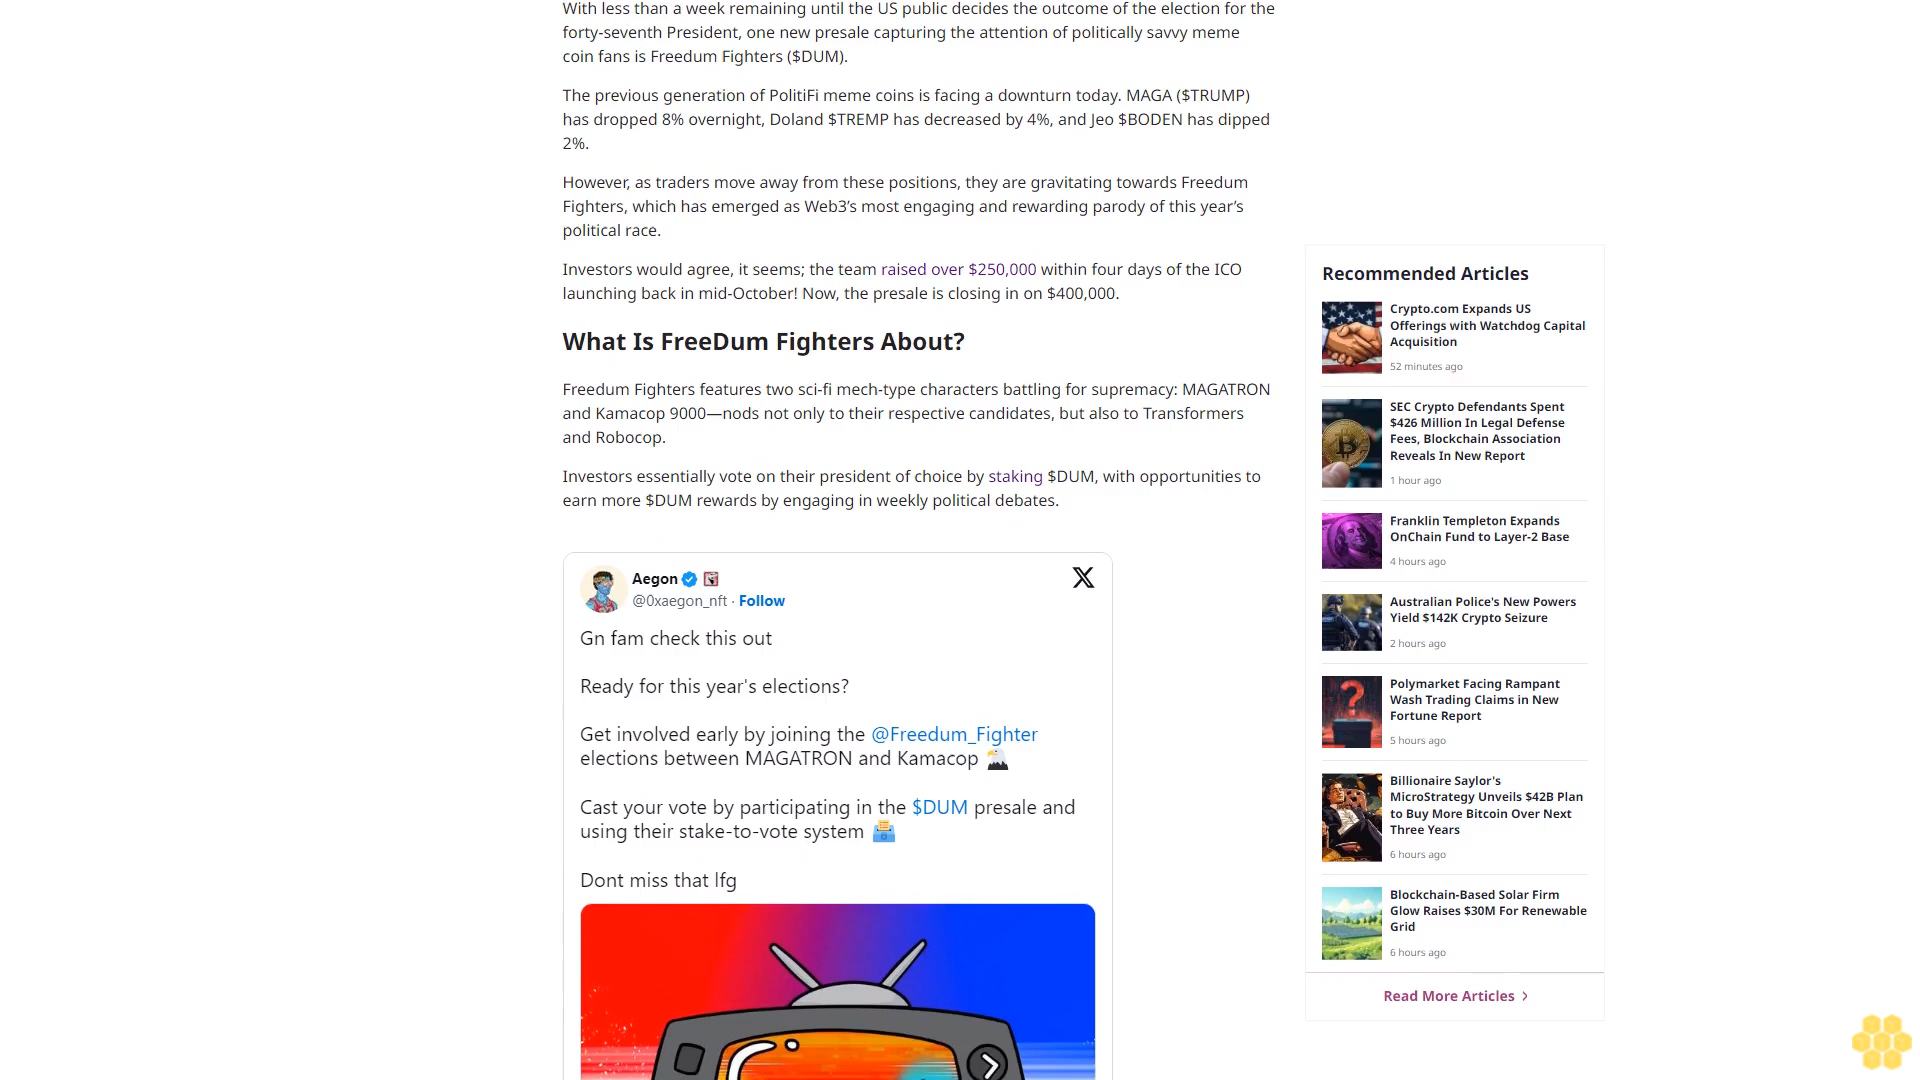 With less than a week remaining until the US public decides the outcome of the election for the
forty-seventh President, one new presale capturing the attention of politically savvy meme
coin fans is Freedum Fighters ($DUM).
The previous generation of PolitiFi meme coins is facing a downturn today. MAGA ($TRUMP)
has dropped 8% overnight, Doland $TREMP has decreased by 4%, and Jeo $BODEN has dipped
2%.
However, as traders move away from these positions, they are gravitating towards Freedum
Fighters, which has emerged as Web3’s most engaging and rewarding parody of this year’s
political race.
Investors would agree, it seems; the team raised over $250,000 within four days of the ICO
launching back in mid-October! Now, the presale is closing in on $400,000.
What Is FreeDum Fighters About?
Freedum Fighters features two sci-fi mech-type characters battling for supremacy: MAGATRON
and Kamacop 9000—nods not only to their respective candidates, but also to Transformers
and Robocop.
Investors essentially vote on their president of choice by staking $DUM, with opportunities to
earn more $DUM rewards by engaging in weekly political debates.
Aegon
@0xaegon_nft · Follow
Gn fam check this out
Ready for this year's elections?
Get involved early by joining the @Freedum_Fighter
elections between MAGATRON and Kamacop
Cast your vote by participating in the $DUM presale and
using their stake-to-vote system
Dont miss that lfg
Recommended Articles
Crypto.com Expands US
Offerings with Watchdog Capital
Acquisition
52 minutes ago
SEC Crypto Defendants Spent
$426 Million In Legal Defense
Fees, Blockchain Association
Reveals In New Report
1 hour ago
Franklin Templeton Expands
OnChain Fund to Layer-2 Base
4 hours ago
Australian Police's New Powers
Yield $142K Crypto Seizure
2 hours ago
Polymarket Facing Rampant
Wash Trading Claims in New
Fortune Report
5 hours ago
Billionaire Saylor's
MicroStrategy Unveils $42B Plan
to Buy More Bitcoin Over Next
Three Years
6 hours ago
Blockchain-Based Solar Firm
Glow Raises $30M For Renewable
Grid
6 hours ago
Read More Articles